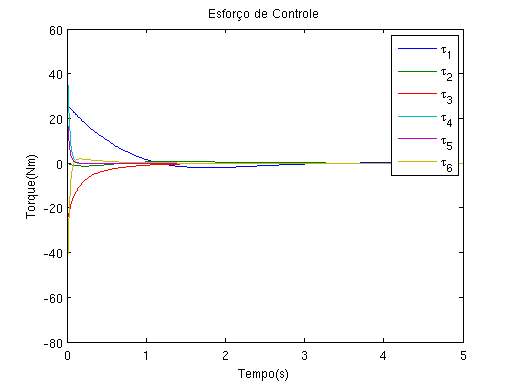 Esforço de Controle
60
40
20
0
-20
-40
-60
-80
Torque(Nm)
0 1 2 3 4 5
Tempo(s)
τ1
τ2
τ3
τ4
τ5
τ6